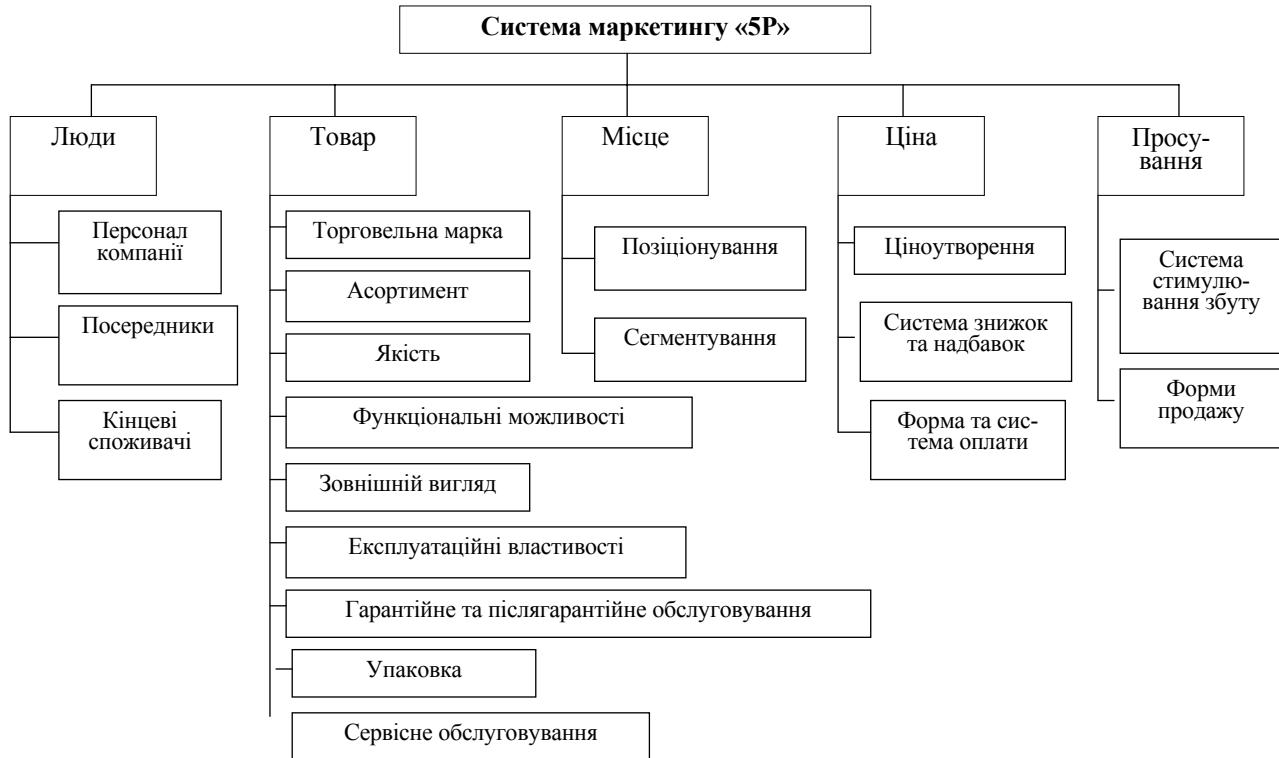 Система маркетингу «5Р»
Люди
Персонал
компанії
Посередники
Кінцеві
споживачі
Товар
Торговельна марка
Асортимент
Якість
Функціональні можливості
Зовнішній вигляд
Експлуатаційні властивості
Гарантійне та післягарантійне обслуговування
Упаковка
Сервісне обслуговування
Місце
Позіціонування
Сегментування
Ціна
Ціноутворення
Система знижок
та надбавок
Форма та сис-
тема оплати
Просу-
вання
Система
стимулю-
вання збуту
Форми
продажу